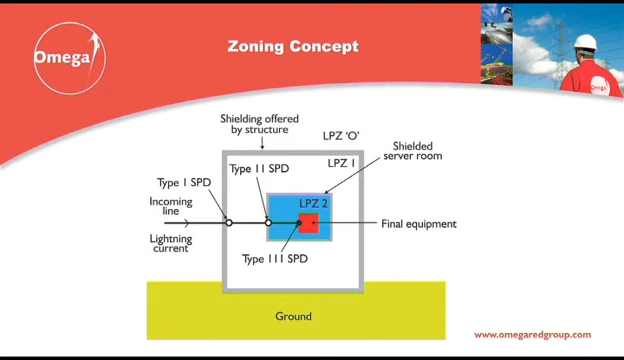 Omega
Zoning Concept
Omega
Shielding offered
by structure
LPZ 'O'
Shielded
server room
LPZ 1
Type 11 SPD
Type 1 SPD
Incoming
line
LPZ 2
Final equipment
Lightning
current
Type 111 SPD
Ground
www.omegaredgroup.com